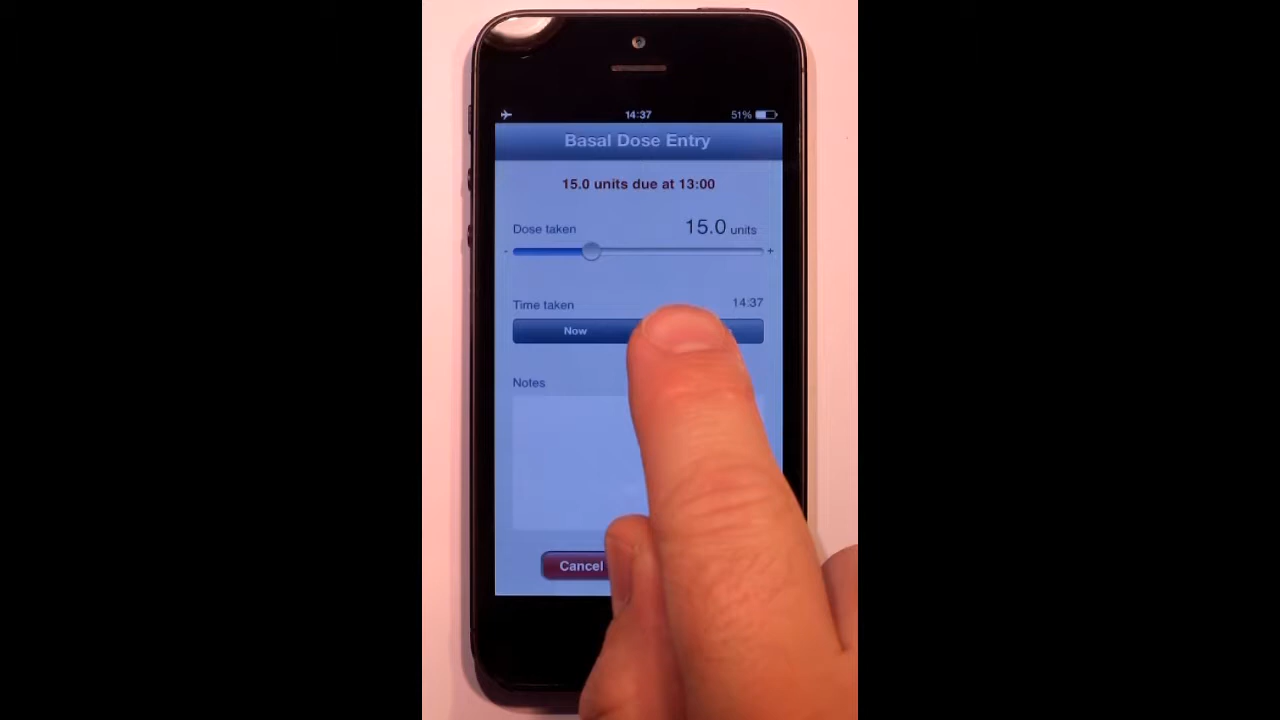 14:37 51%
Basal Dose Entry
15.0 units due at 13:00
Dose taken 15.0 units
- +
Time taken 14:37
Now
Notes
Cancel